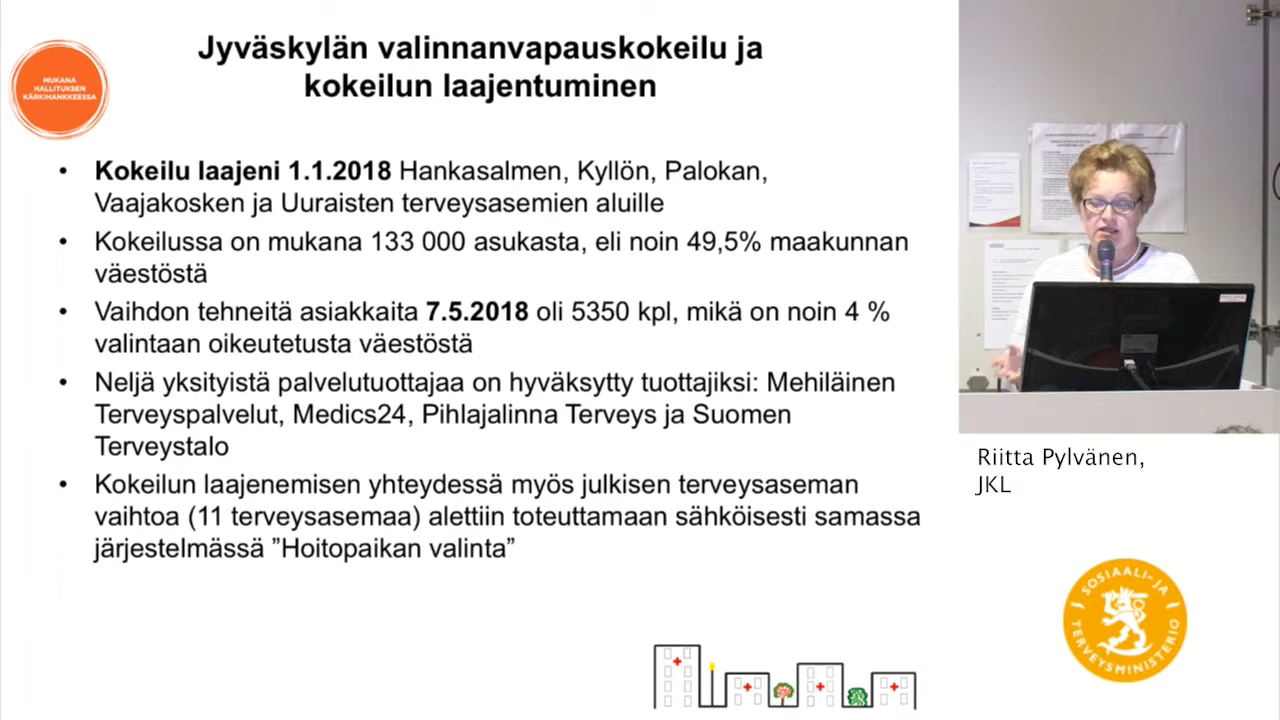 Jyväskylän valinnanvapauskokeilu ja
kokeilun laajentuminen
MUKANA
HALLITUKSEN
KÄRKIHANKKEESSA
• Kokeilu laajeni 1.1.2018 Hankasalmen, Kyllön, Palokan,
Vaajakosken ja Uuraisten terveysasemien aluille
• Kokeilussa on mukana 133 000 asukasta, eli noin 49,5% maakunnan
väestöstä
• Vaihdon tehneitä asiakkaita 7.5.2018 oli 5350 kpl, mikä on noin 4 %
valintaan oikeutetusta väestöstä
• Neljä yksityistä palvelutuottajaa on hyväksytty tuottajiksi: Mehiläinen
Terveyspalvelut, Medics24, Pihlajalinna Terveys ja Suomen
Terveystalo
• Kokeilun laajenemisen yhteydessä myös julkisen terveysaseman
vaihtoa (11 terveysasemaa) alettiin toteuttamaan sähköisesti samassa
järjestelmässä ”Hoitopaikan valinta”
Riitta Pylvänen,
JKL
SOSIAALI- JA
TERVEYSMINISTERIÖ